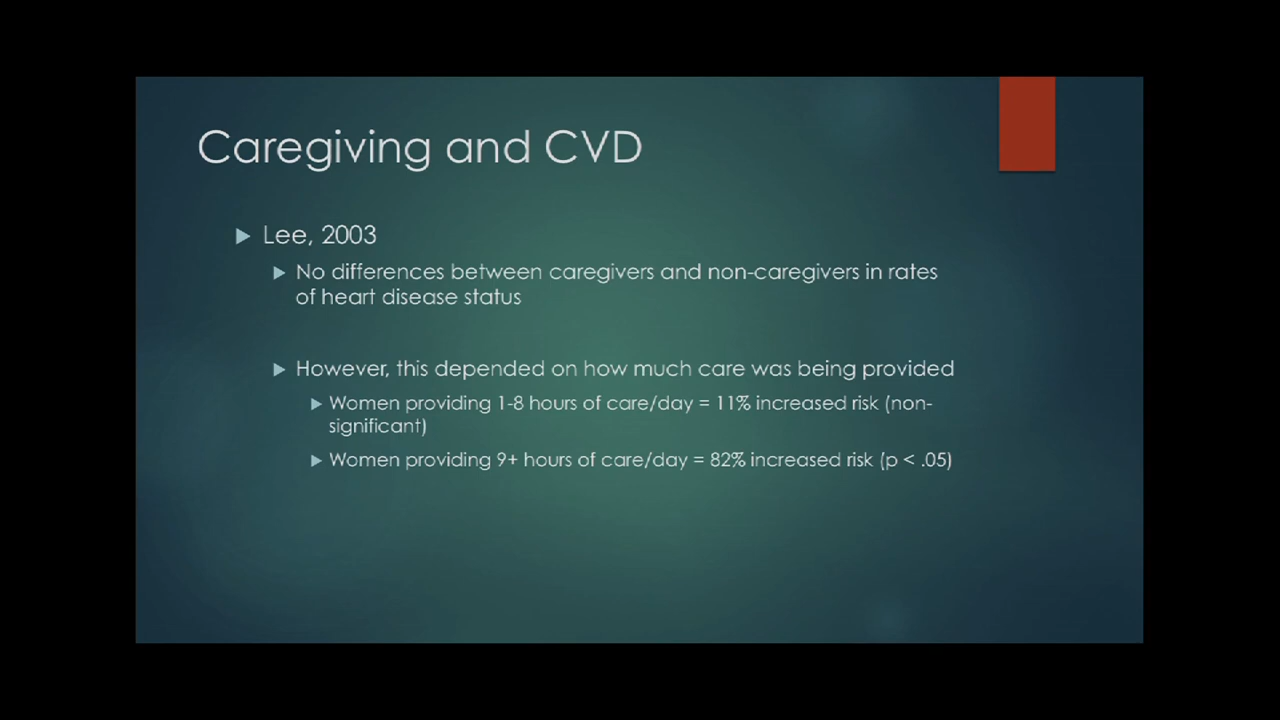 Caregiving and CVD
Lee, 2003
No differences between caregivers and non-caregivers in rates
of heart disease status
However, this depended on how much care was being provided
Women providing 1-8 hours of care/day = 11% increased risk (non-
significant)
Women providing 9+ hours of care/day = 82% increased risk (p < .05)